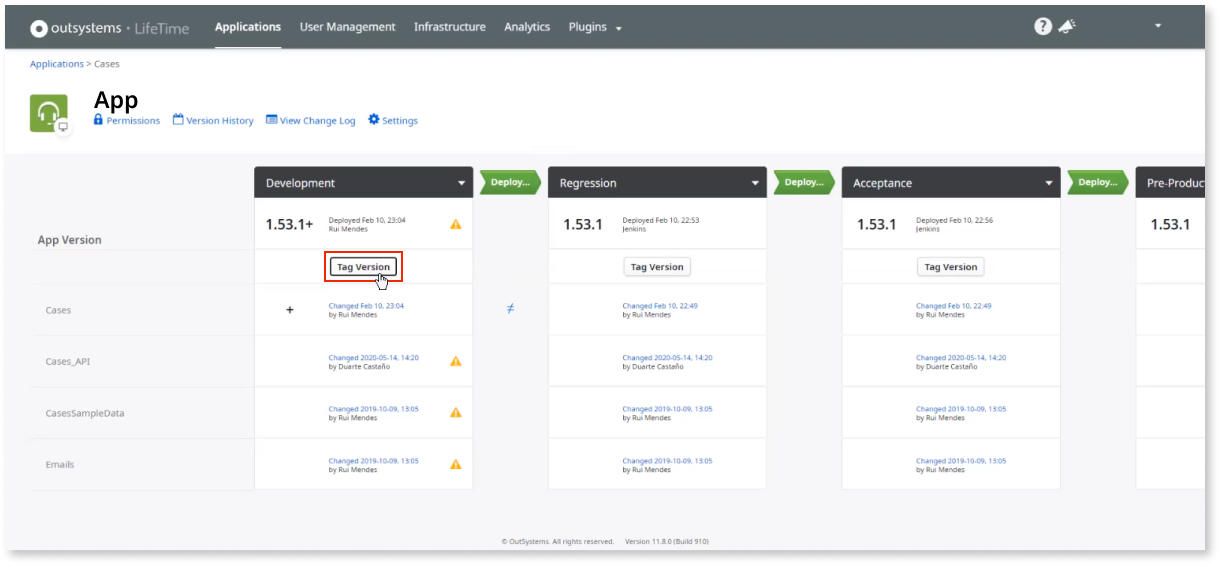 outsystems · LifeTime Applications User Management Infrastructure Analytics Plugins ?
Applications > Cases
App
Permissions Version History View Change Log Settings
Development Deploy... Regression Deploy... Acceptance Deploy... Pre-Produc
App Version
1.53.1+ Deployed Feb 10, 23:04
Rui Mendes
1.53.1 Deployed Feb 10, 22:53
Jenkins
1.53.1 Deployed Feb 10, 22:56
Jenkins
1.53.1
Tag Version Tag Version Tag Version
Cases + Changed Feb 10, 23:04
by Rui Mendes
≠
Changed Feb 10, 22:49
by Rui Mendes
Changed Feb 10, 22:49
by Rui Mendes
Cases_API Changed 2020-05-14, 14:20
by Duarte Castaño
Changed 2020-05-14, 14:20
by Duarte Castaño
Changed 2020-05-14, 14:20
by Duarte Castaño
CasesSampleData Changed 2019-10-09, 13:05
by Rui Mendes
Changed 2019-10-09, 13:05
by Rui Mendes
Changed 2019-10-09, 13:05
by Rui Mendes
Emails Changed 2019-10-09, 13:05
by Rui Mendes
Changed 2019-10-09, 13:05
by Rui Mendes
Changed 2019-10-09, 13:05
by Rui Mendes
© OutSystems. All rights reserved. Version 11.8.0 (Build 910)